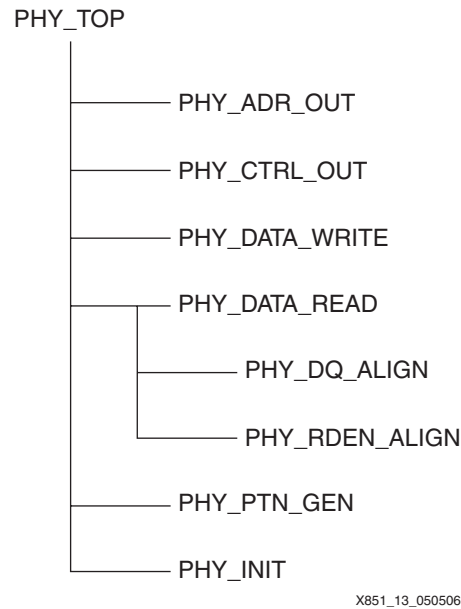 PHY_TOP
PHY_ADR_OUT
PHY_CTRL_OUT
PHY_DATA_WRITE
PHY_DATA_READ
PHY_DQ_ALIGN
PHY_RDEN_ALIGN
PHY_PTN_GEN
PHY_INIT
X851_13_050506